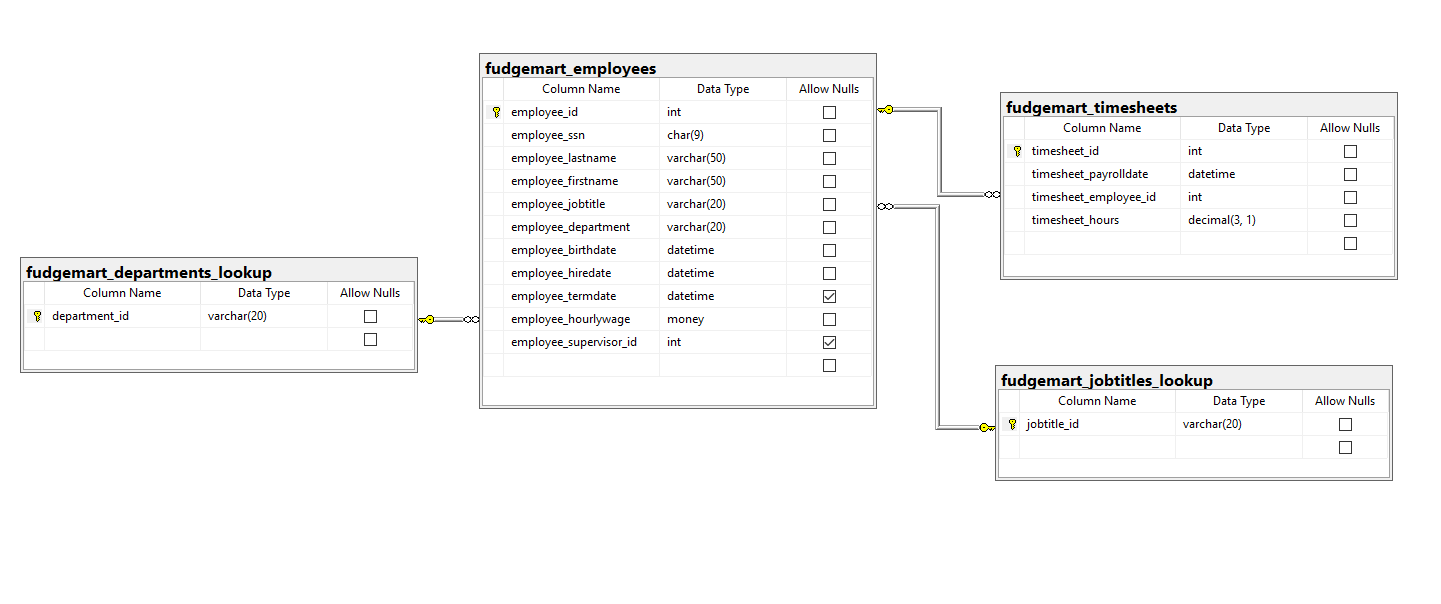 fudgemart_employees
Column Name Data Type Allow Nulls
employee_id int
employee_ssn char(9)
employee_lastname varchar(50)
employee_firstname varchar(50)
employee_jobtitle varchar(20)
employee_department varchar(20)
employee_birthdate datetime
employee_hiredate datetime
employee_termdate datetime
employee_hourlywage money
employee_supervisor_id int
fudgemart_timesheets
Column Name Data Type Allow Nulls
timesheet_id int
timesheet_payrolldate datetime
timesheet_employee_id int
timesheet_hours decimal(3, 1)
fudgemart_departments_lookup
Column Name Data Type Allow Nulls
department_id varchar(20)
fudgemart_jobtitles_lookup
Column Name Data Type Allow Nulls
jobtitle_id varchar(20)